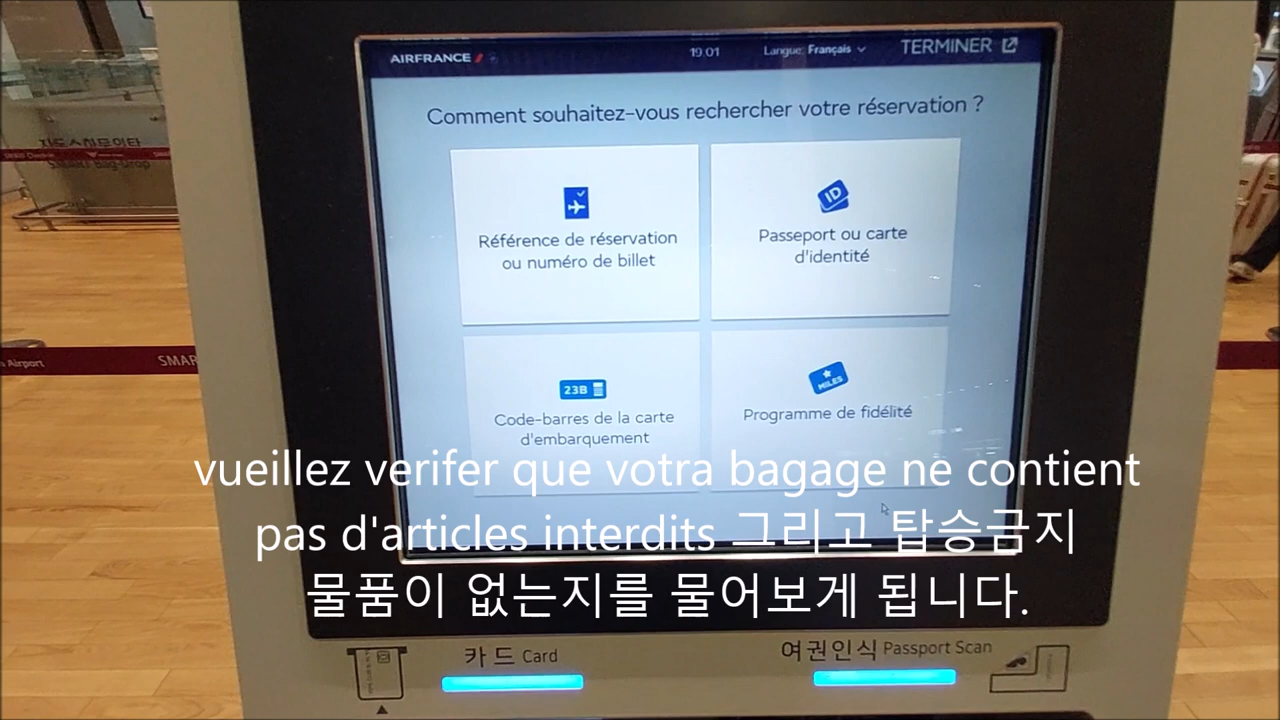 AIRFRANCE
19:01
Langue: Français
TERMINER
Comment souhaitez-vous rechercher votre réservation ?
Référence de réservation
ou numéro de billet
ID
Passeport ou carte
d'identité
23B
Code-barres de la carte
d'embarquement
MILES
Programme de fidélité
vueillez verifer que votra bagage ne contient
pas d'articles interdits 그리고 탑승금지
물품이 없는지를 물어보게 됩니다.
카드 Card
여권인식 Passport Scan
Airport
SMAR